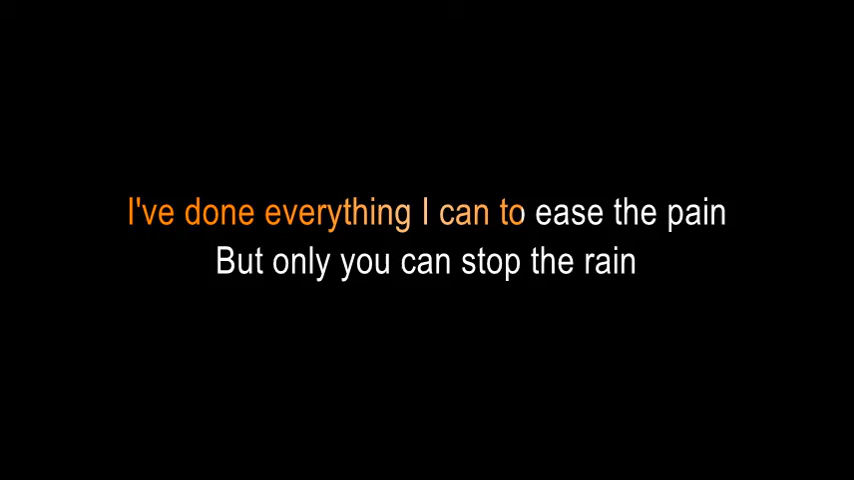 I've done everything I can to ease the pain
But only you can stop the rain